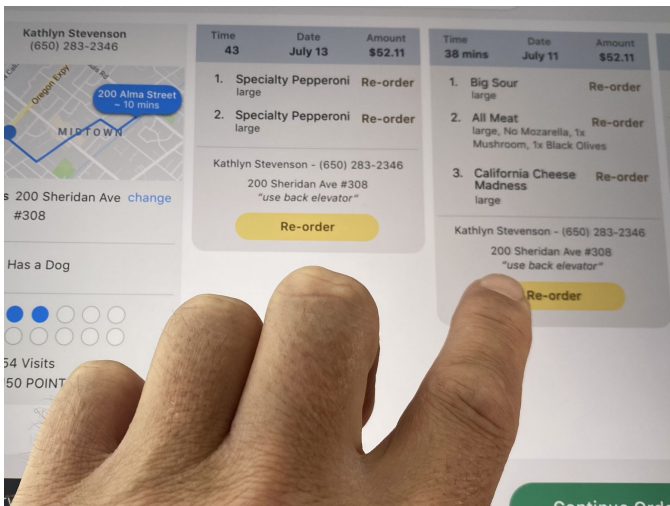 Kathlyn Stevenson
(650) 283-2346
Oregon Expy
200 Alma Street
~ 10 mins
MIDTOWN
200 Sheridan Ave change
#308
Has a Dog
54 Visits
50 POINT
Time Date Amount
43 July 13 $52.11
1. Specialty Pepperoni Re-order
large
2. Specialty Pepperoni Re-order
large
Kathlyn Stevenson - (650) 283-2346
200 Sheridan Ave #308
"use back elevator"
Re-order
Time Date Amount
38 mins July 11 $52.11
1. Big Sour Re-order
large
2. All Meat Re-order
large, No Mozarella, 1x
Mushroom, 1x Black Olives
3. California Cheese Re-order
Madness
large
Kathlyn Stevenson - (650) 283-2346
200 Sheridan Ave #308
"use back elevator"
Re-order
Continue